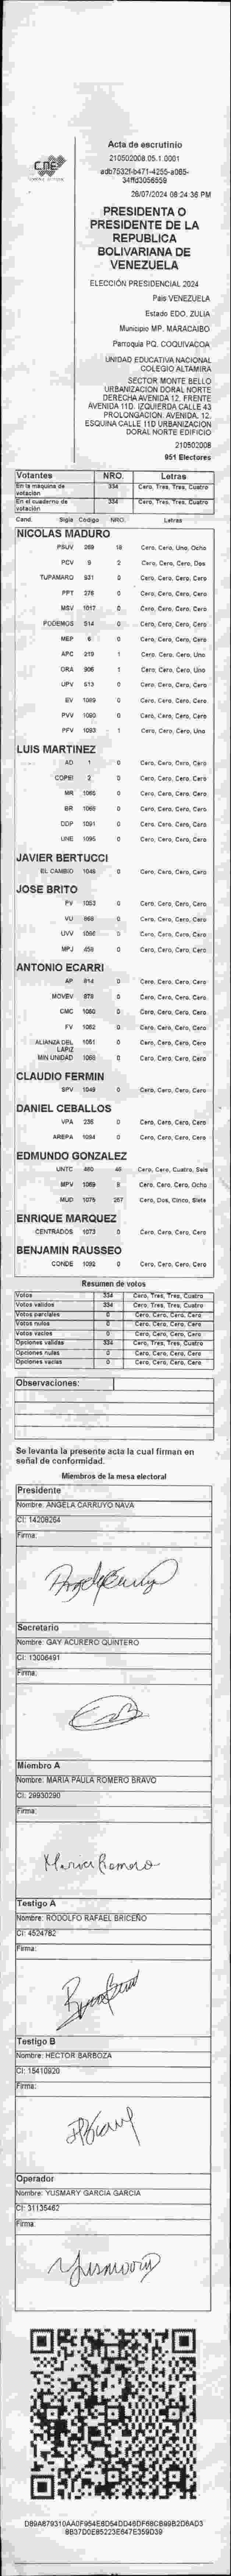 CNE
Acta de escrutinio
210502008.05.1.0001
adb7532f-b471-4255-a085-
34ffd3056559
28/07/2024 08:24:36 PM
PRESIDENTA O
PRESIDENTE DE LA
REPUBLICA
BOLIVARIANA DE
VENEZUELA
ELECCIÓN PRESIDENCIAL 2024
País VENEZUELA
Estado EDO. ZULIA
Municipio MP. MARACAIBO
Parroquia PQ. COQUIVACOA
UNIDAD EDUCATIVA NACIONAL
COLEGIO ALTAMIRA
SECTOR MONTE BELLO
URBANIZACION DORAL NORTE
DERECHA AVENIDA 12. FRENTE
AVENIDA 11D. IZQUIERDA CALLE 43
PROLONGACION. AVENIDA. 12.
ESQUINA CALLE 11D URBANIZACION
DORAL NORTE EDIFICIO
210502008
951 Electores
Votantes NRO. Letras
En la máquina de votación 334 Cero, Tres, Tres, Cuatro
En el cuaderno de votación 334 Cero, Tres, Tres, Cuatro
Cand. Sigla Código NRO. Letras
NICOLAS MADURO
PSUV 269 18 Cero, Cero, Uno, Ocho
PCV 9 2 Cero, Cero, Cero, Dos
TUPAMARO 931 0 Cero, Cero, Cero, Cero
PPT 276 0 Cero, Cero, Cero, Cero
MSV 1017 0 Cero, Cero, Cero, Cero
PODEMOS 514 0 Cero, Cero, Cero, Cero
MEP 6 0 Cero, Cero, Cero, Cero
APC 219 1 Cero, Cero, Cero, Uno
ORA 906 1 Cero, Cero, Cero, Uno
UPV 513 0 Cero, Cero, Cero, Cero
EV 1089 0 Cero, Cero, Cero, Cero
PVV 1090 0 Cero, Cero, Cero, Cero
PFV 1093 1 Cero, Cero, Cero, Uno
LUIS MARTINEZ
AD 1 0 Cero, Cero, Cero, Cero
COPEI 2 0 Cero, Cero, Cero, Cero
MR 1065 0 Cero, Cero, Cero, Cero
BR 1068 0 Cero, Cero, Cero, Cero
DDP 1091 0 Cero, Cero, Cero, Cero
UNE 1095 0 Cero, Cero, Cero, Cero
JAVIER BERTUCCI
EL CAMBIO 1046 0 Cero, Cero, Cero, Cero
JOSE BRITO
PV 1053 0 Cero, Cero, Cero, Cero
VU 868 0 Cero, Cero, Cero, Cero
UVV 1096 0 Cero, Cero, Cero, Cero
MPJ 458 0 Cero, Cero, Cero, Cero
ANTONIO ECARRI
AP 814 0 Cero, Cero, Cero, Cero
MOVEV 879 0 Cero, Cero, Cero, Cero
CMC 1050 0 Cero, Cero, Cero, Cero
FV 1052 0 Cero, Cero, Cero, Cero
ALIANZA DEL LAPIZ 1051 0 Cero, Cero, Cero, Cero
MIN UNIDAD 1066 0 Cero, Cero, Cero, Cero
CLAUDIO FERMIN
SPV 1049 0 Cero, Cero, Cero, Cero
DANIEL CEBALLOS
VPA 236 0 Cero, Cero, Cero, Cero
AREPA 1094 0 Cero, Cero, Cero, Cero
EDMUNDO GONZALEZ
UNTC 460 46 Cero, Cero, Cuatro, Seis
MPV 1069 8 Cero, Cero, Cero, Ocho
MUD 1075 257 Cero, Dos, Cinco, Siete
ENRIQUE MARQUEZ
CENTRADOS 1073 0 Cero, Cero, Cero, Cero
BENJAMIN RAUSSEO
CONDE 1092 0 Cero, Cero, Cero, Cero
Resumen de votos
Votos 334 Cero, Tres, Tres, Cuatro
Votos válidos 334 Cero, Tres, Tres, Cuatro
Votos parciales 0 Cero, Cero, Cero, Cero
Votos nulos 0 Cero, Cero, Cero, Cero
Votos vacíos 0 Cero, Cero, Cero, Cero
Opciones válidas 334 Cero, Tres, Tres, Cuatro
Opciones nulas 0 Cero, Cero, Cero, Cero
Opciones vacías 0 Cero, Cero, Cero, Cero
Observaciones:
Se levanta la presente acta la cual firman en
señal de conformidad.
Miembros de la mesa electoral
Presidente
Nombre: ANGELA CARRUYO NAVA
CI: 14208264
Firma:
Secretario
Nombre: GAY ACURERO QUINTERO
CI: 13006491
Firma:
Miembro A
Nombre: MARIA PAULA ROMERO BRAVO
CI: 29930290
Firma:
Maria Romero
Testigo A
Nombre: RODOLFO RAFAEL BRICEÑO
CI: 4524782
Firma:
Testigo B
Nombre: HECTOR BARBOZA
CI: 15410920
Firma:
Operador
Nombre: YUSMARY GARCIA GARCIA
CI: 31135462
Firma:
D89A879310AA0F954E8D54DD46DF68CB99B2D6AD3
8B37D0E85223E647E359D39